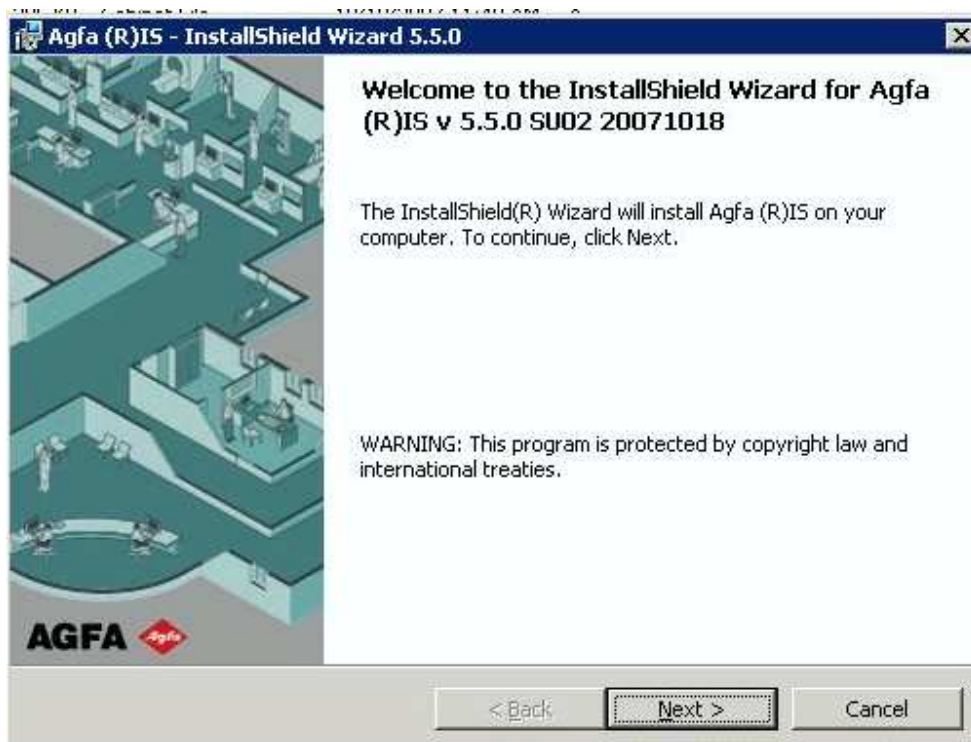 Agfa (R)IS - InstallShield Wizard 5.5.0
Welcome to the InstallShield Wizard for Agfa
(R)IS v 5.5.0 SU02 20071018
The InstallShield(R) Wizard will install Agfa (R)IS on your
computer. To continue, click Next.
WARNING: This program is protected by copyright law and
international treaties.
AGFA Agfa
< Back
Next >
Cancel